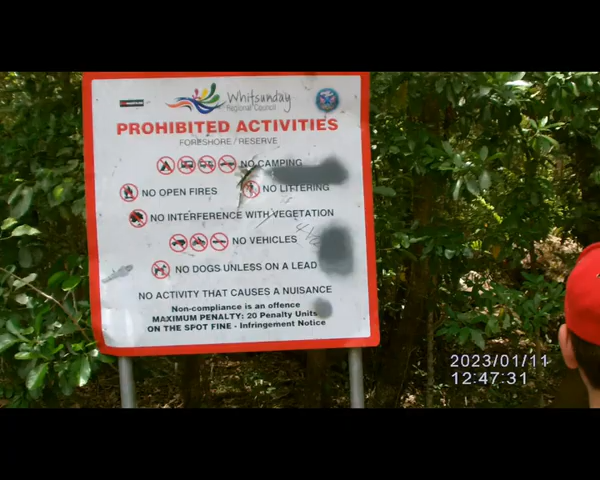 Whitsunday
Regional Council
PROHIBITED ACTIVITIES
FORESHORE / RESERVE
NO CAMPING
NO OPEN FIRES NO LITTERING
NO INTERFERENCE WITH VEGETATION
NO VEHICLES
NO DOGS UNLESS ON A LEAD
NO ACTIVITY THAT CAUSES A NUISANCE
Non-compliance is an offence
MAXIMUM PENALTY: 20 Penalty Units
ON THE SPOT FINE - Infringement Notice
2023/01/11
12:47:31